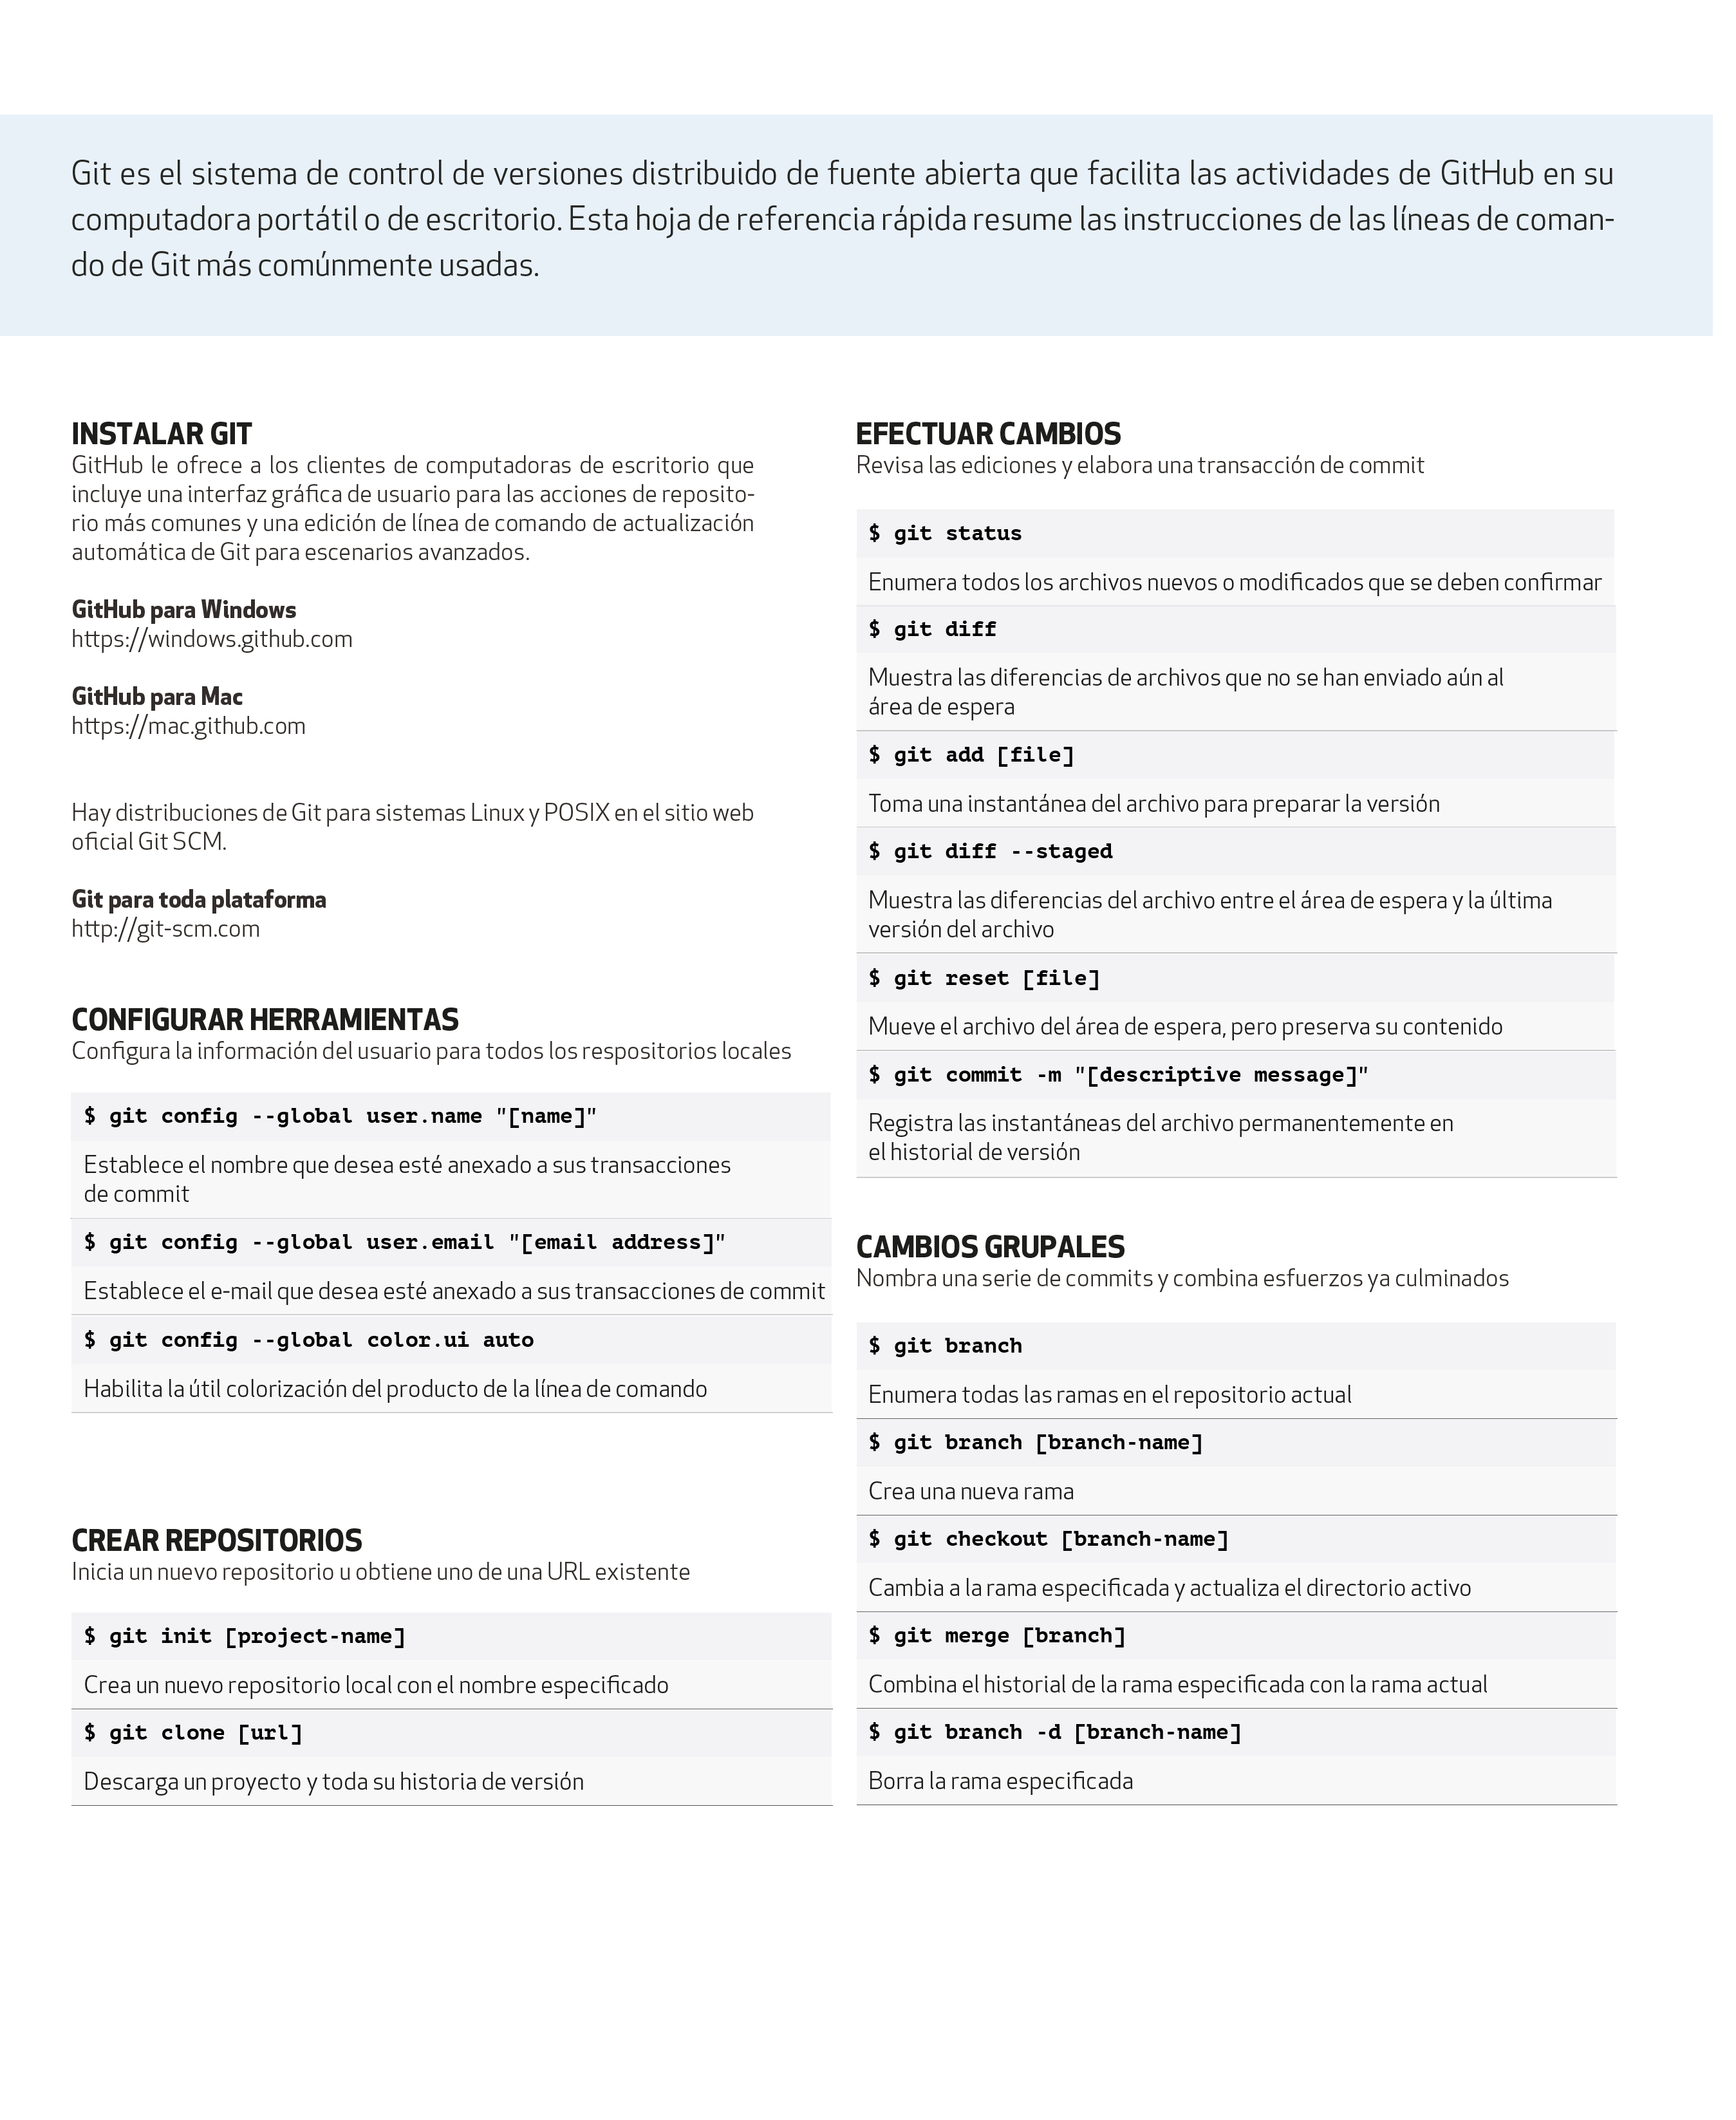 Git es el sistema de control de versiones distribuido de fuente abierta que facilita las actividades de GitHub en su
computadora portátil o de escritorio. Esta hoja de referencia rápida resume las instrucciones de las líneas de coman-
do de Git más comúnmente usadas.
INSTALAR GIT
GitHub le ofrece a los clientes de computadoras de escritorio que
incluye una interfaz gráfica de usuario para las acciones de reposito-
rio más comunes y una edición de línea de comando de actualización
automática de Git para escenarios avanzados.
GitHub para Windows
https://windows.github.com
GitHub para Mac
https://mac.github.com
Hay distribuciones de Git para sistemas Linux y POSIX en el sitio web
oficial Git SCM.
Git para toda plataforma
http://git-scm.com
CONFIGURAR HERRAMIENTAS
Configura la información del usuario para todos los respositorios locales
$ git config --global user.name "[name]"
Establece el nombre que desea esté anexado a sus transacciones
de commit
$ git config --global user.email "[email address]"
Establece el e-mail que desea esté anexado a sus transacciones de commit
$ git config --global color.ui auto
Habilita la útil colorización del producto de la línea de comando
CREAR REPOSITORIOS
Inicia un nuevo repositorio u obtiene uno de una URL existente
$ git init [project-name]
Crea un nuevo repositorio local con el nombre especificado
$ git clone [url]
Descarga un proyecto y toda su historia de versión
EFECTUAR CAMBIOS
Revisa las ediciones y elabora una transacción de commit
$ git status
Enumera todos los archivos nuevos o modificados que se deben confirmar
$ git diff
Muestra las diferencias de archivos que no se han enviado aún al
área de espera
$ git add [file]
Toma una instantánea del archivo para preparar la versión
$ git diff --staged
Muestra las diferencias del archivo entre el área de espera y la última
versión del archivo
$ git reset [file]
Mueve el archivo del área de espera, pero preserva su contenido
$ git commit -m "[descriptive message]"
Registra las instantáneas del archivo permanentemente en
el historial de versión
CAMBIOS GRUPALES
Nombra una serie de commits y combina esfuerzos ya culminados
$ git branch
Enumera todas las ramas en el repositorio actual
$ git branch [branch-name]
Crea una nueva rama
$ git checkout [branch-name]
Cambia a la rama especificada y actualiza el directorio activo
$ git merge [branch]
Combina el historial de la rama especificada con la rama actual
$ git branch -d [branch-name]
Borra la rama especificada